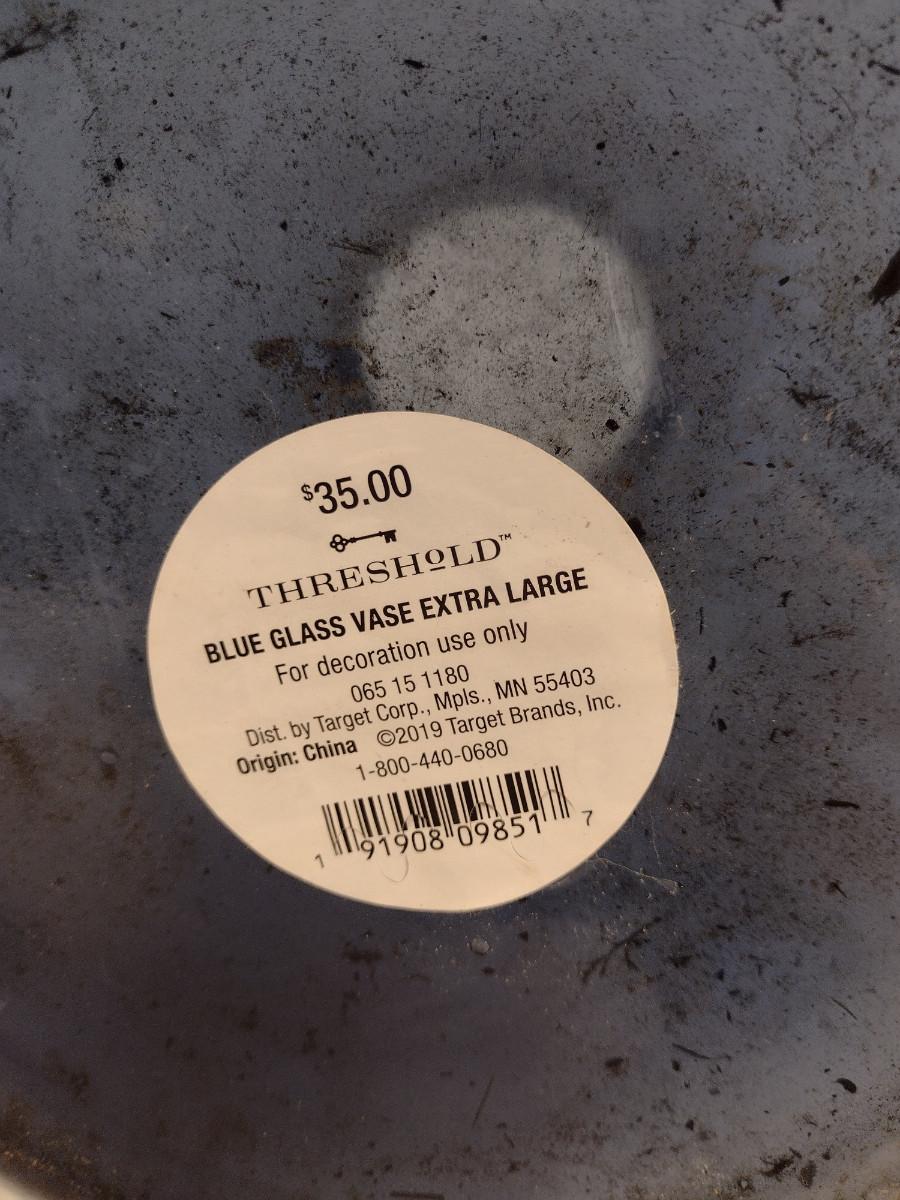 $35.00
THRESHOLD™
BLUE GLASS VASE EXTRA LARGE
For decoration use only
065 15 1180
Dist. by Target Corp., Mpls., MN 55403
Origin: China ©2019 Target Brands, Inc.
1-800-440-0680
1 91908 09851 7